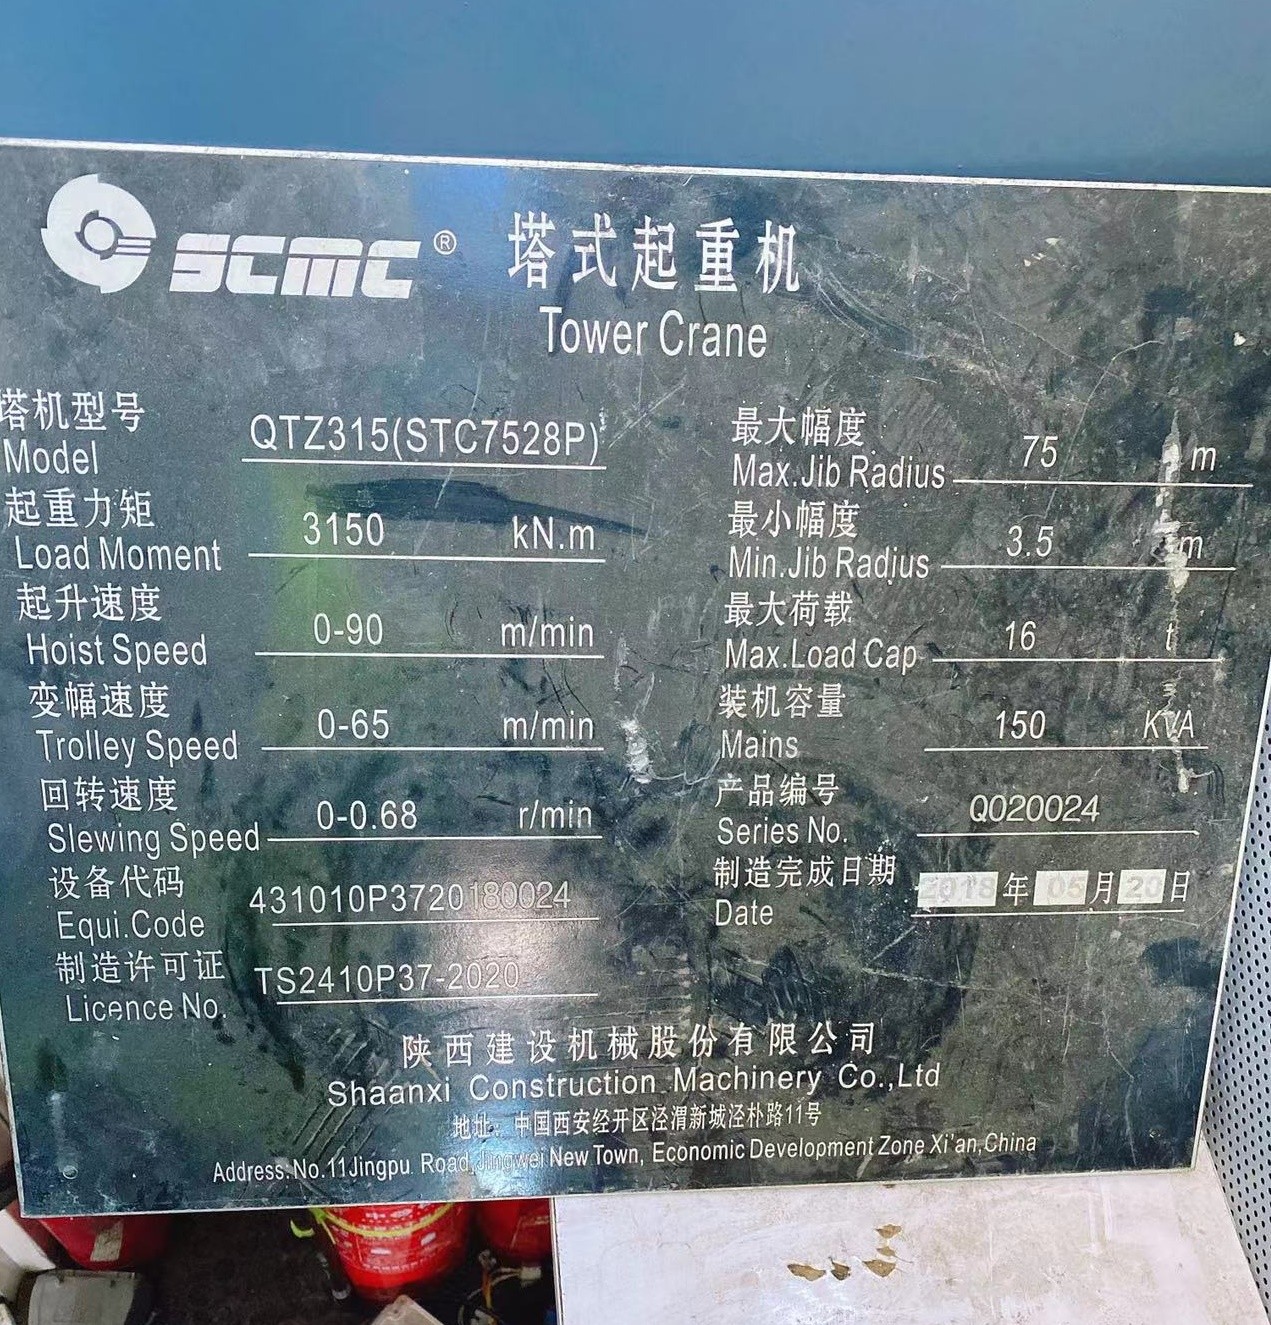 SCMC® 塔式起重机
Tower Crane
塔机型号
Model QTZ315(STC7528P)
起重力矩
Load Moment 3150 kN.m
起升速度
Hoist Speed 0-90 m/min
变幅速度
Trolley Speed 0-65 m/min
回转速度
Slewing Speed 0-0.68 r/min
设备代码
Equi.Code 431010P3720180024
制造许可证
Licence No. TS2410P37-2020
最大幅度
Max.Jib Radius 75 m
最小幅度
Min.Jib Radius 3.5 m
最大荷载
Max.Load Cap 16 t
装机容量
Mains 150 KVA
产品编号
Series No. Q020024
制造完成日期 2018年05月20日
Date
陕西建设机械股份有限公司
Shaanxi Construction Machinery Co.,Ltd
地址: 中国西安经开区泾渭新城泾朴路11号
Address:No.11Jingpu Road,Jingwei New Town, Economic Development Zone Xi'an,China